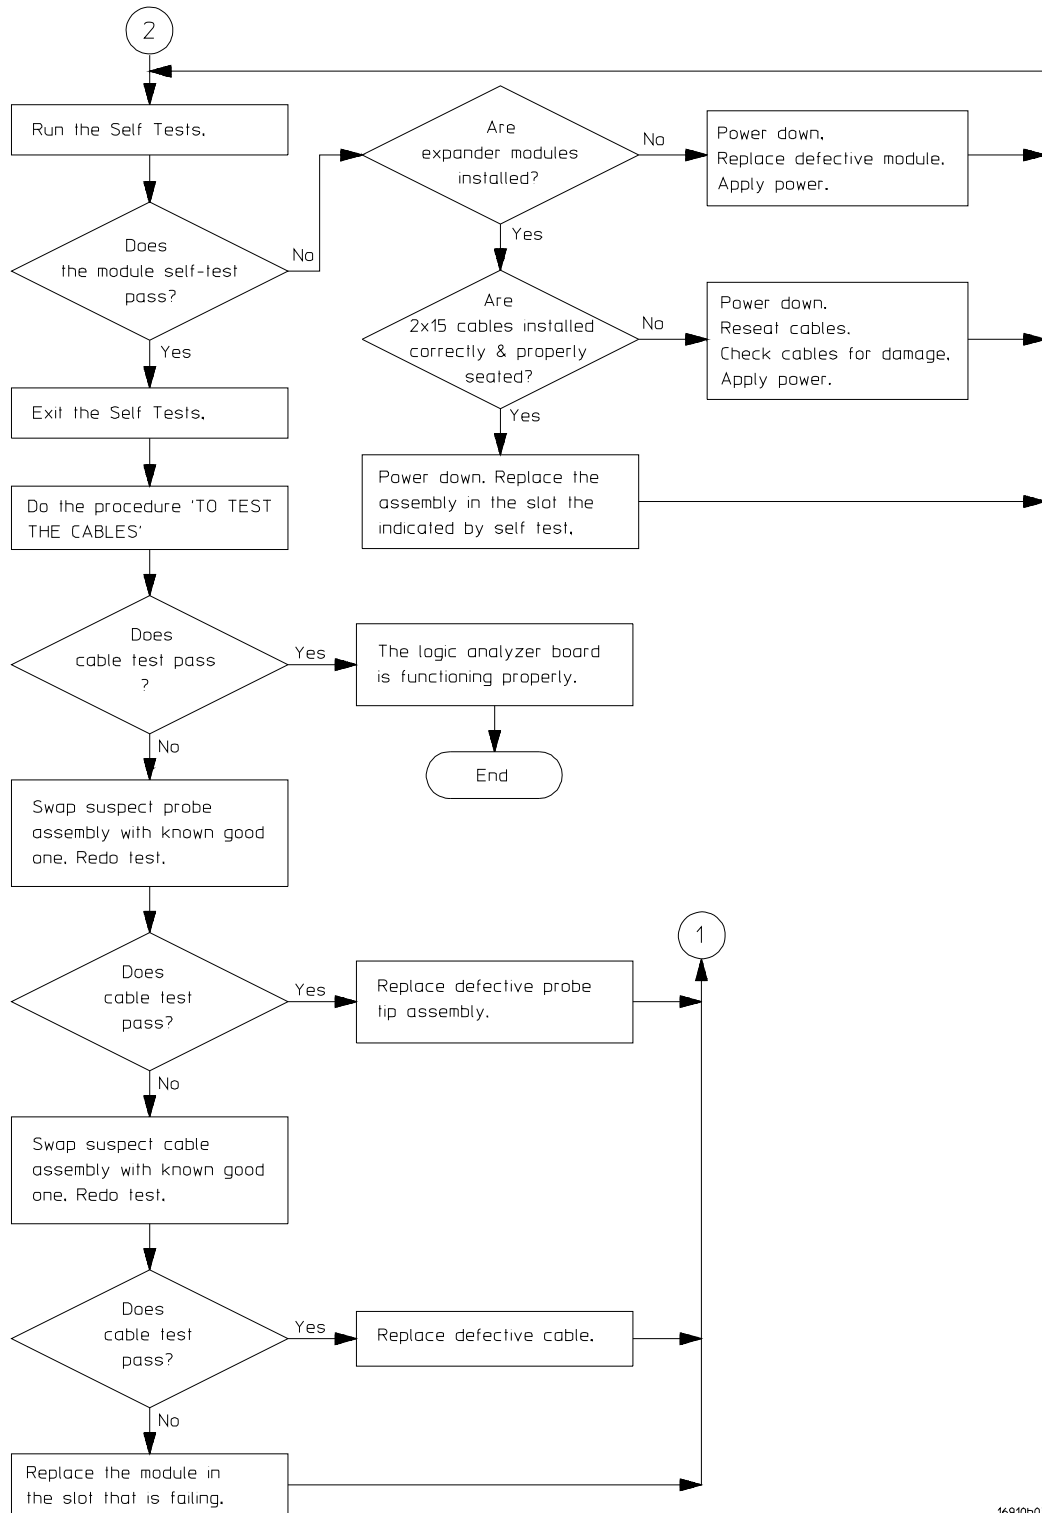 2
Run the Self Tests.
Does
the module self-test
pass?
No
Yes
Are
expander modules
installed?
No
Yes
Power down.
Replace defective module.
Apply power.
Are
2x15 cables installed
correctly & properly
seated?
No
Yes
Power down.
Reseat cables.
Check cables for damage.
Apply power.
Power down. Replace the
assembly in the slot the
indicated by self test.
Exit the Self Tests.
Do the procedure 'TO TEST
THE CABLES'
Does
cable test pass
?
Yes
No
The logic analyzer board
is functioning properly.
End
Swap suspect probe
assembly with known good
one. Redo test.
Does
cable test
pass?
Yes
No
Replace defective probe
tip assembly.
1
Swap suspect cable
assembly with known good
one. Redo test.
Does
cable test
pass?
Yes
No
Replace defective cable.
Replace the module in
the slot that is failing.